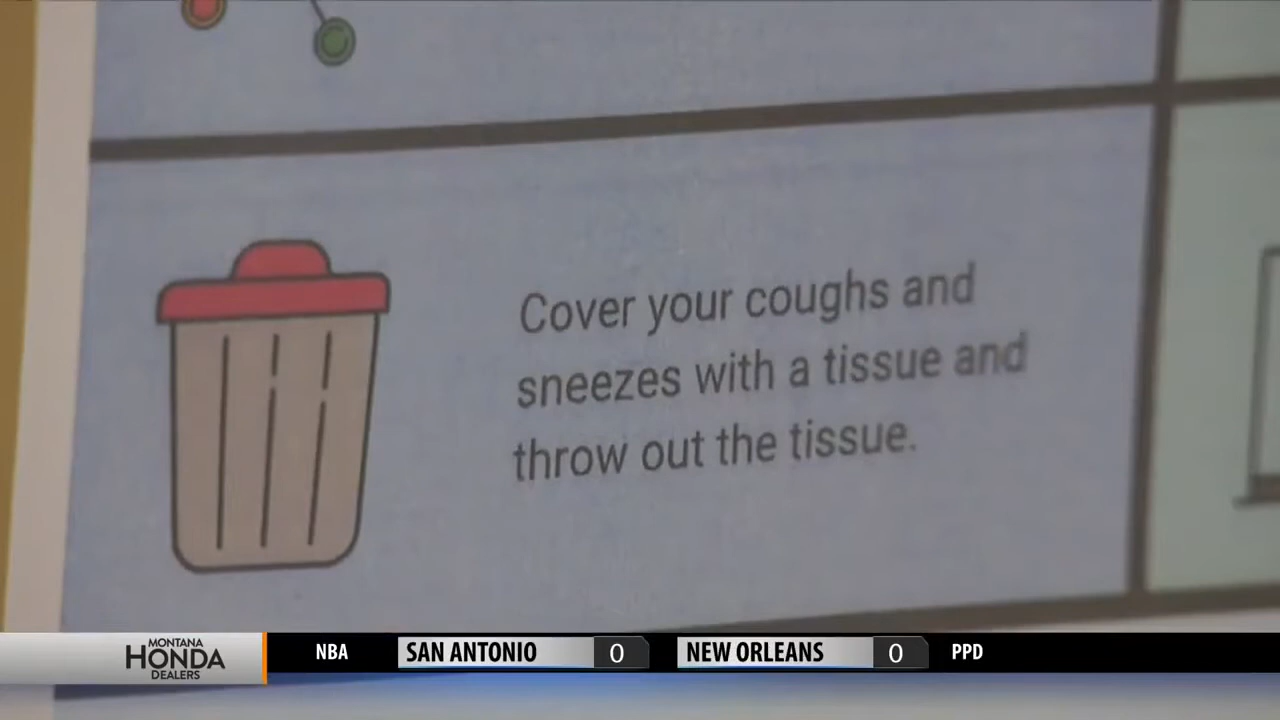 Cover your coughs and
sneezes with a tissue and
throw out the tissue.
MONTANA
HONDA
DEALERS
NBA SAN ANTONIO 0 NEW ORLEANS 0 PPD